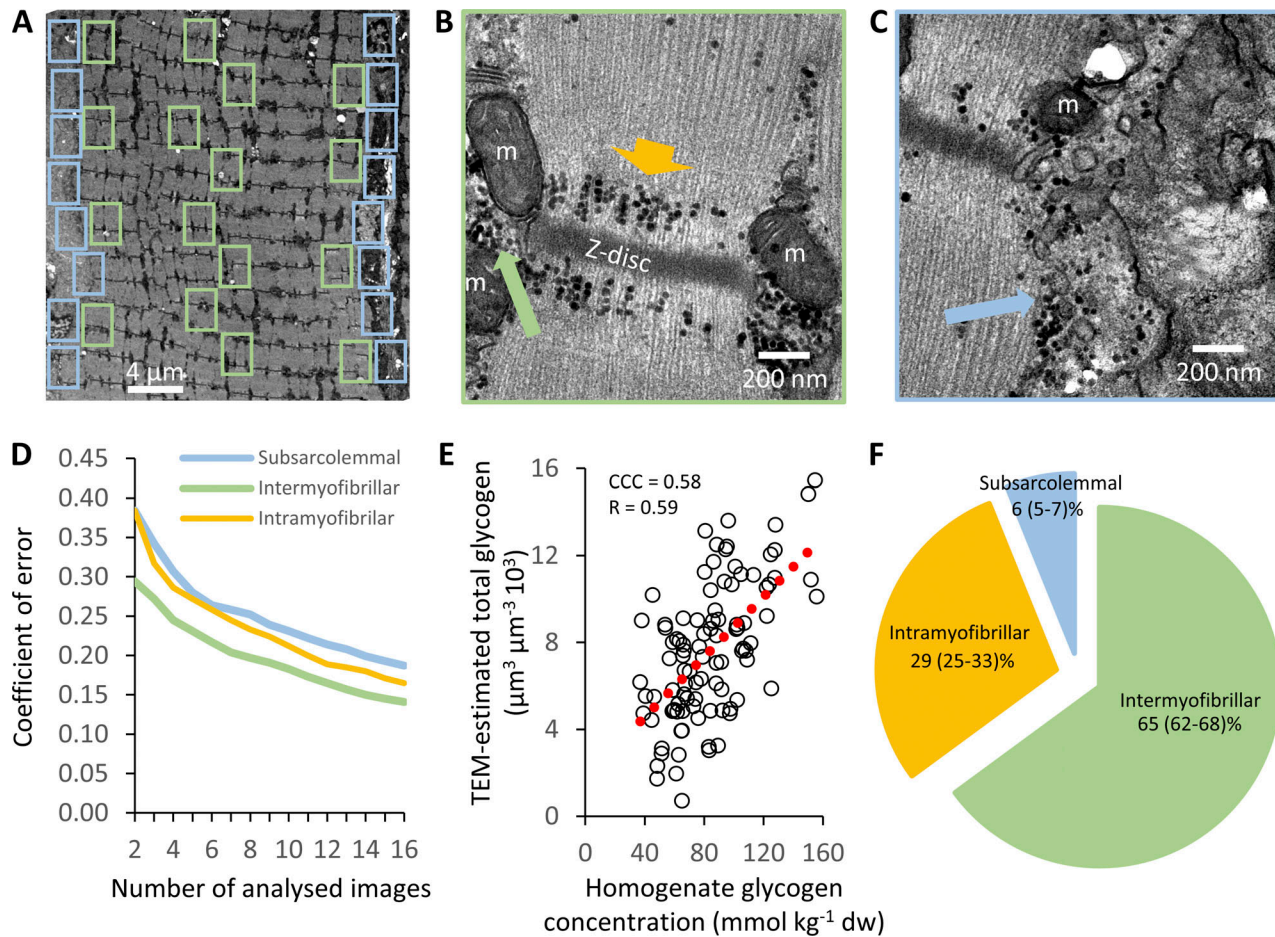 A
4 µm
B
m
Z-disc
m
m
200 nm
C
m
200 nm
D
0.45
0.40
0.35
0.30
0.25
0.20
0.15
0.10
0.05
0.00
Coefficient of error
Subsarcolemmal
Intermyofibrillar
Intramyofibrilar
2 4 6 8 10 12 14 16
Number of analysed images
E
TEM-estimated total glycogen
(µm³ µm⁻³ 10³)
CCC = 0.58
R = 0.59
16
12
8
4
0
0 40 80 120 160
Homogenate glycogen
concentration (mmol kg⁻¹ dw)
F
Subsarcolemmal
6 (5-7)%
Intramyofibrillar
29 (25-33)%
Intermyofibrillar
65 (62-68)%